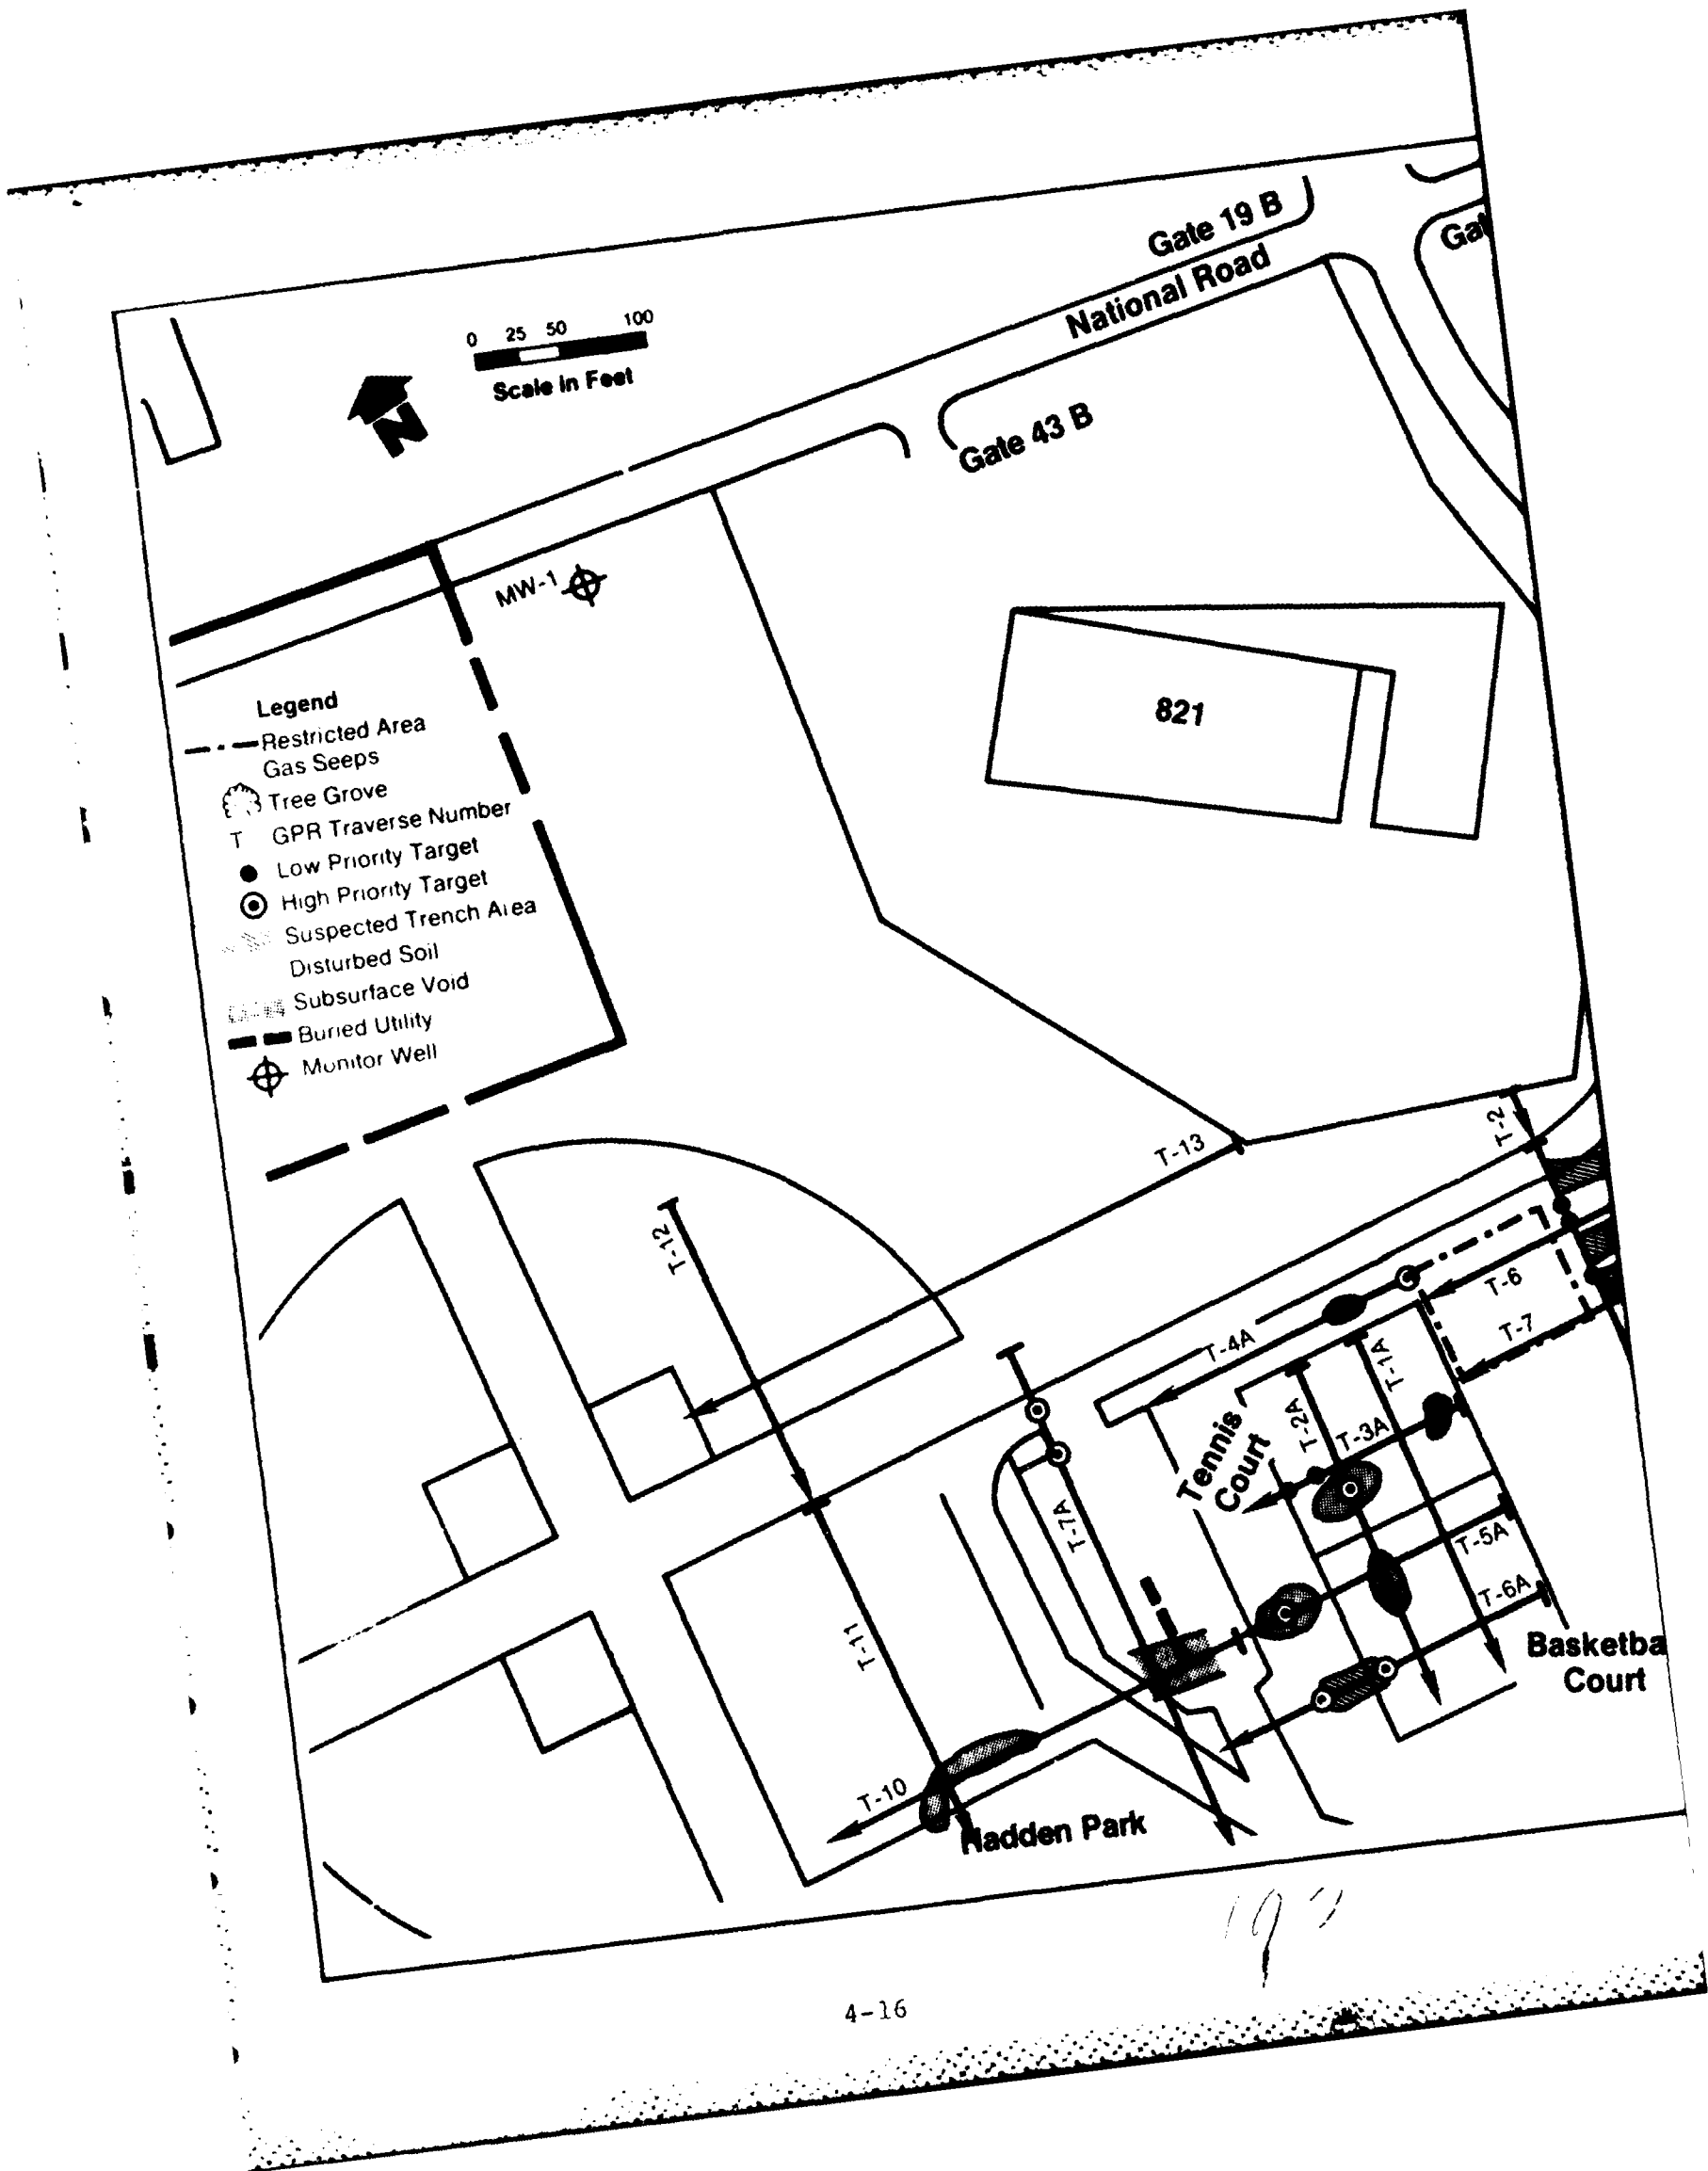 Gate 19 B
National Road
Gat
Gate 43 B
0 25 50 100
Scale in Feet
N
MW-1
821
Legend
Restricted Area
Gas Seeps
Tree Grove
T GPR Traverse Number
Low Priority Target
High Priority Target
Suspected Trench Area
Disturbed Soil
Subsurface Void
Buried Utility
Monitor Well
T-13
T-2
T-12
T-6
T-7
T-4A
T-1A
T-2A
T-3A
Tennis
Court
T-7A
T-5A
T-6A
T-11
Basketba
Court
T-10
Hadden Park
4-16